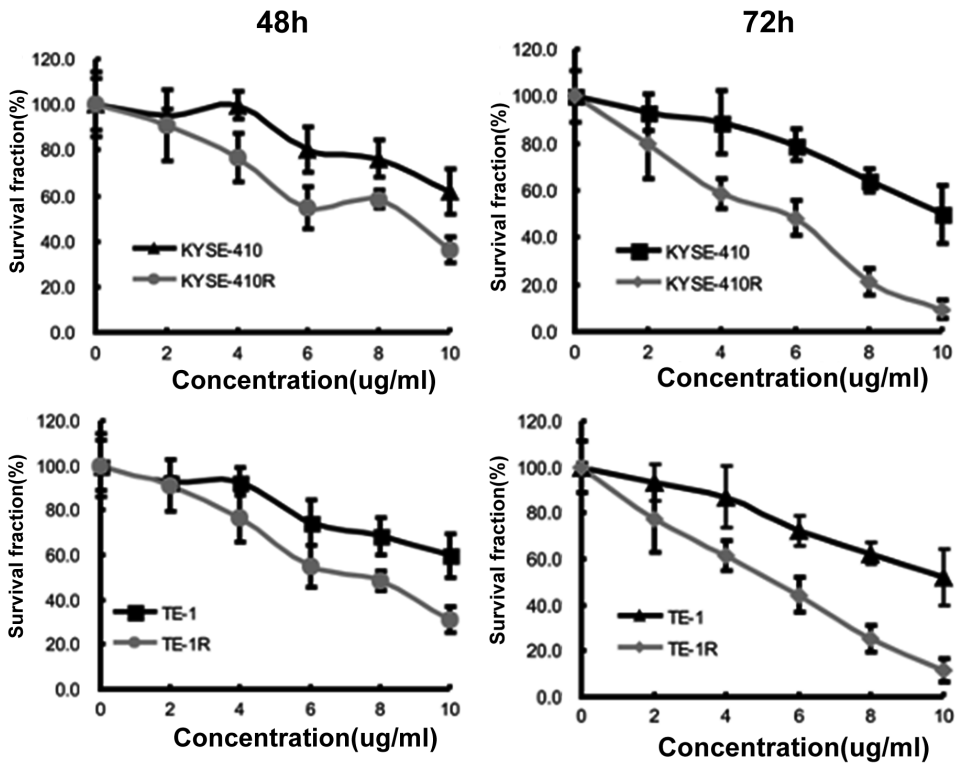 48h
72h
Survival fraction(%)
120.0
100.0
80.0
60.0
40.0
20.0
0.0
KYSE-410
KYSE-410R
0 2 4 6 8 10
Concentration(ug/ml)
Survival fraction(%)
120.0
100.0
80.0
60.0
40.0
20.0
0.0
KYSE-410
KYSE-410R
0 2 4 6 8 10
Concentration(ug/ml)
Survival fraction(%)
120.0
100.0
80.0
60.0
40.0
20.0
0.0
TE-1
TE-1R
0 2 4 6 8 10
Concentration(ug/ml)
Survival fraction(%)
120.0
100.0
80.0
60.0
40.0
20.0
0.0
TE-1
TE-1R
0 2 4 6 8 10
Concentration(ug/ml)